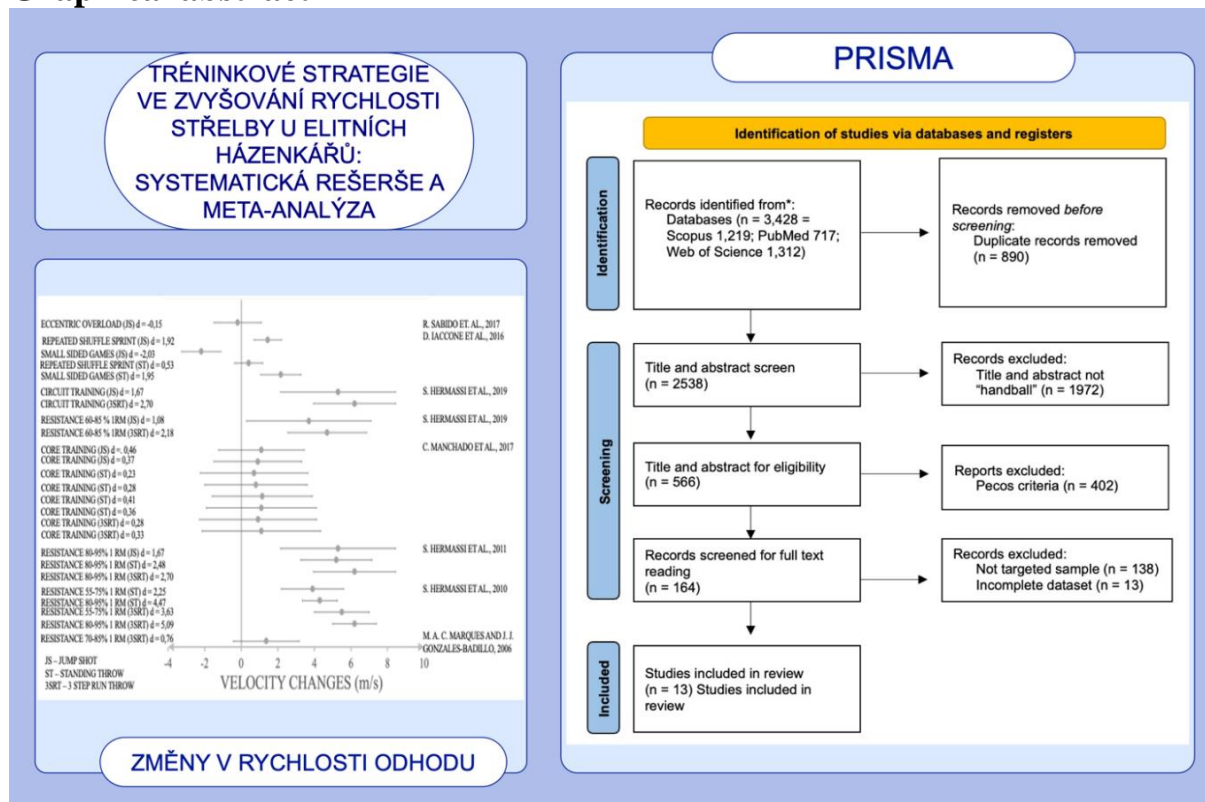 TRÉNINKOVÉ STRATEGIE
VE ZVYŠOVÁNÍ RYCHLOSTI
STŘELBY U ELITNÍCH
HÁZENKÁŘŮ:
SYSTEMATICKÁ REŠERŠE A
META-ANALÝZA
ECCENTRIC OVERLOAD (JS) d = -0,15
R. SABIDO ET. AL., 2017
REPEATED SHUFFLE SPRINT (JS) d = 1,92
D. IACCONE ET AL., 2016
SMALL SIDED GAMES (JS) d = -2,03
REPEATED SHUFFLE SPRINT (ST) d = 0,53
SMALL SIDED GAMES (ST) d = 1,95
CIRCUIT TRAINING (JS) d = 1,67
S. HERMASSI ET AL., 2019
CIRCUIT TRAINING (3SRT) d = 2,70
RESISTANCE 60-85 % 1RM (JS) d = 1,08
S. HERMASSI ET AL., 2019
RESISTANCE 60-85 % 1RM (3SRT) d = 2,18
CORE TRAINING (JS) d =. 0,46
C. MANCHADO ET AL., 2017
CORE TRAINING (JS) d = 0,37
CORE TRAINING (ST) d = 0,23
CORE TRAINING (ST) d = 0,28
CORE TRAINING (ST) d = 0,41
CORE TRAINING (ST) d = 0,36
CORE TRAINING (3SRT) d = 0,28
CORE TRAINING (3SRT) d = 0,33
RESISTANCE 80-95% 1 RM (JS) d = 1,67
S. HERMASSI ET AL., 2011
RESISTANCE 80-95% 1 RM (ST) d = 2,48
RESISTANCE 80-95% 1 RM (3SRT) d = 2,70
RESISTANCE 55-75% 1 RM (ST) d = 2,25
S. HERMASSI ET AL., 2010
RESISTANCE 80-95% 1 RM (ST) d = 4,47
RESISTANCE 55-75% 1 RM (3SRT) d = 3,63
RESISTANCE 80-95% 1 RM (3SRT) d = 5,09
RESISTANCE 70-85% 1 RM (3SRT) d = 0,76
M. A. C. MARQUES AND J. J.
GONZALES-BADILLO, 2006
-4 -2 0 2 4 6 8 10
JS – JUMP SHOT
ST – STANDING THROW
3SRT – 3 STEP RUN THROW
VELOCITY CHANGES (m/s)
ZMĚNY V RYCHLOSTI ODHODU
PRISMA
Identification of studies via databases and registers
Identification
Records identified from*:
Databases (n = 3,428 =
Scopus 1,219; PubMed 717;
Web of Science 1,312)
Records removed before
screening:
Duplicate records removed
(n = 890)
Screening
Title and abstract screen
(n = 2538)
Records excluded:
Title and abstract not
“handball” (n = 1972)
Title and abstract for eligibility
(n = 566)
Reports excluded:
Pecos criteria (n = 402)
Records screened for full text
reading
(n = 164)
Records excluded:
Not targeted sample (n = 138)
Incomplete dataset (n = 13)
Included
Studies included in review
(n = 13) Studies included in
review